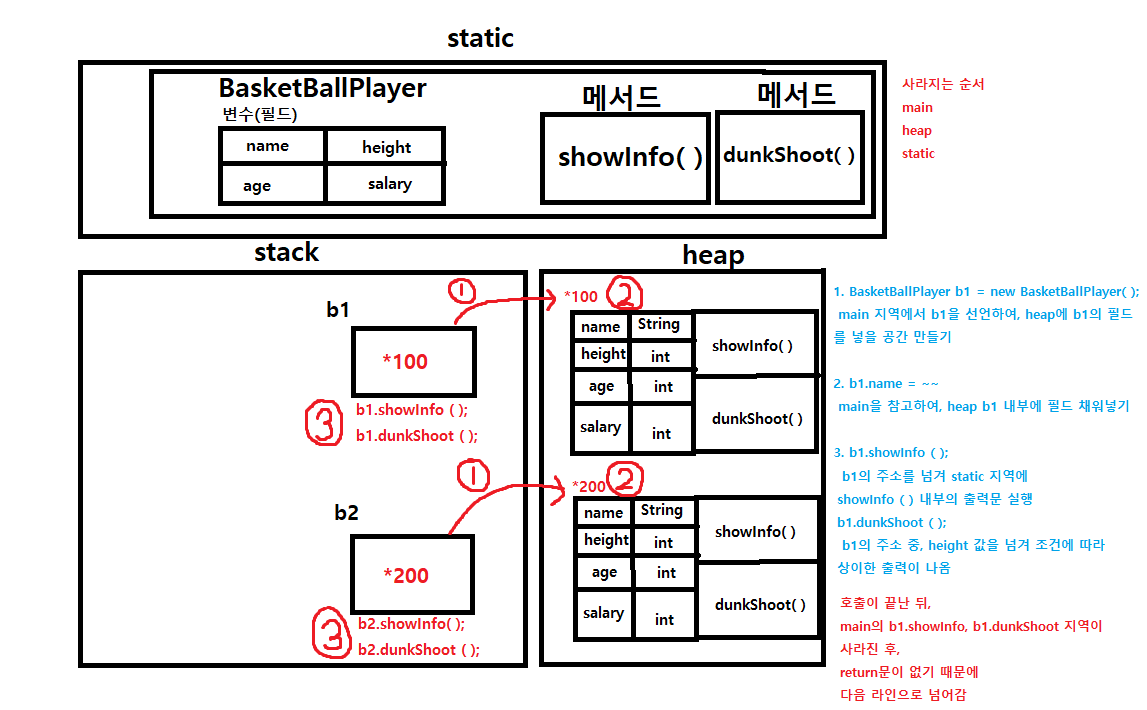 static
BasketBallPlayer
변수(필드)
name
height
age
salary
메서드
showInfo( )
메서드
dunkShoot( )
사라지는 순서
main
heap
static
stack
b1
*100
①
③
b1.showInfo ( );
b1.dunkShoot ( );
b2
*200
①
③
b2.showInfo( );
b2.dunkShoot ( );
heap
*100
②
name
String
height
int
age
int
salary
int
showInfo( )
dunkShoot( )
*200
②
name
String
height
int
age
int
salary
int
showInfo( )
dunkShoot( )
1. BasketBallPlayer b1 = new BasketBallPlayer( );
main 지역에서 b1을 선언하여, heap에 b1의 필드
를 넣을 공간 만들기
2. b1.name = ~~
main을 참고하여, heap b1 내부에 필드 채워넣기
3. b1.showInfo ( );
b1의 주소를 넘겨 static 지역에
showInfo ( ) 내부의 출력문 실행
b1.dunkShoot ( );
b1의 주소 중, height 값을 넘겨 조건에 따라
상이한 출력이 나옴
호출이 끝난 뒤,
main의 b1.showInfo, b1.dunkShoot 지역이
사라진 후,
return문이 없기 때문에
다음 라인으로 넘어감